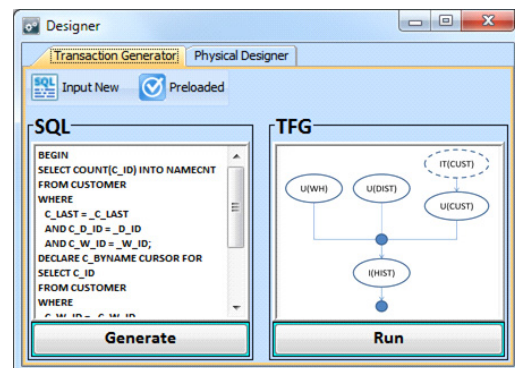 Designer
Transaction Generator Physical Designer
Input New Preloaded
SQL
BEGIN
SELECT COUNT(C_ID) INTO NAMECNT
FROM CUSTOMER
WHERE
C_LAST = _C_LAST
AND C_D_ID = _D_ID
AND C_W_ID = _W_ID;
DECLARE C_BYNAME CURSOR FOR
SELECT C_ID
FROM CUSTOMER
WHERE
Generate
TFG
IT(CUST)
U(WH) U(DIST) U(CUST)
I(HIST)
Run